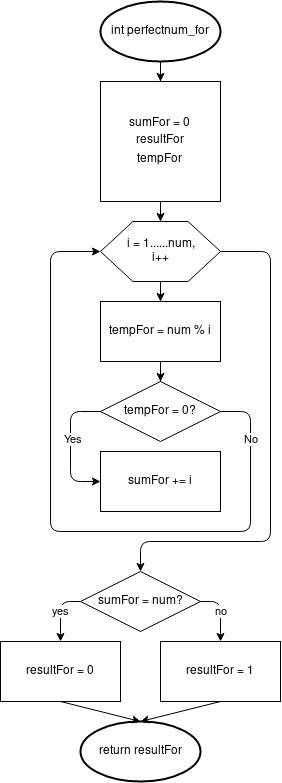 int perfectnum_for
sumFor = 0
resultFor
tempFor
i = 1......num,
i++
tempFor = num % i
tempFor = 0?
Yes
No
sumFor += i
sumFor = num?
yes
no
resultFor = 0
resultFor = 1
return resultFor